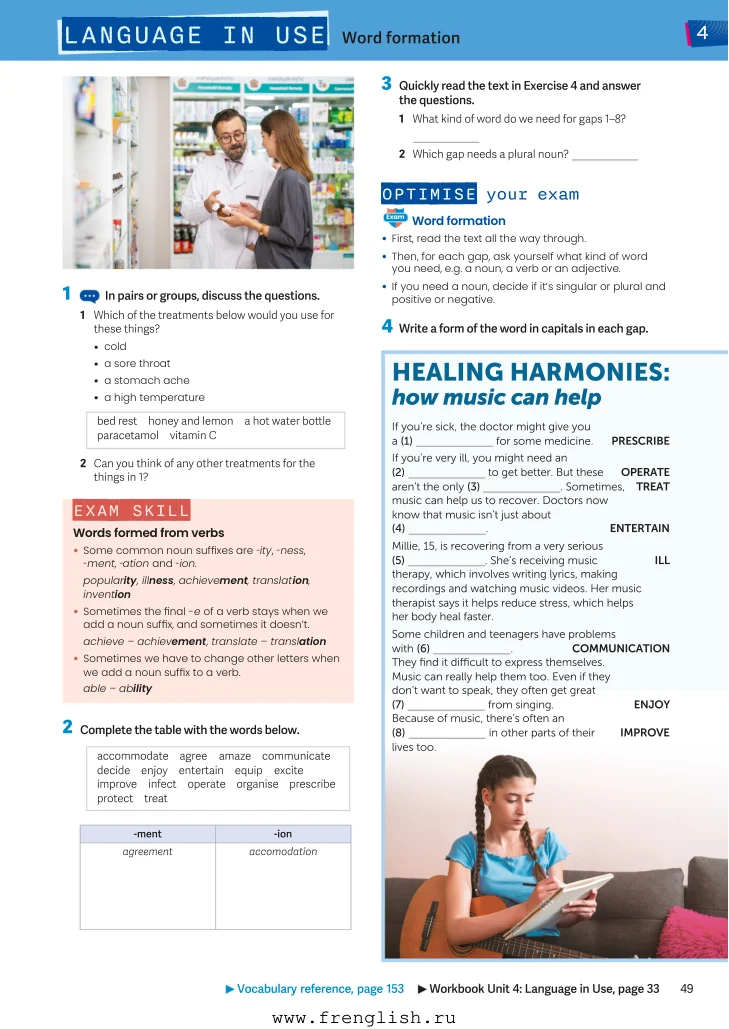 LANGUAGE IN USE Word formation
4
1 In pairs or groups, discuss the questions.
1 Which of the treatments below would you use for
these things?
• cold
• a sore throat
• a stomach ache
• a high temperature
bed rest honey and lemon a hot water bottle
paracetamol vitamin C
2 Can you think of any other treatments for the
things in 1?
EXAM SKILL
Words formed from verbs
• Some common noun suffixes are -ity, -ness,
-ment, -ation and -ion.
popularity, illness, achievement, translation,
invention
• Sometimes the final -e of a verb stays when we
add a noun suffix, and sometimes it doesn't.
achieve – achievement, translate – translation
• Sometimes we have to change other letters when
we add a noun suffix to a verb.
able – ability
2 Complete the table with the words below.
accommodate agree amaze communicate
decide enjoy entertain equip excite
improve infect operate organise prescribe
protect treat
-ment -ion
agreement accomodation
3 Quickly read the text in Exercise 4 and answer
the questions.
1 What kind of word do we need for gaps 1–8?
2 Which gap needs a plural noun?
OPTIMISE your exam
Exam Word formation
• First, read the text all the way through.
• Then, for each gap, ask yourself what kind of word
you need, e.g. a noun, a verb or an adjective.
• If you need a noun, decide if it's singular or plural and
positive or negative.
4 Write a form of the word in capitals in each gap.
HEALING HARMONIES:
how music can help
If you're sick, the doctor might give you
a (1) ____________ for some medicine. PRESCRIBE
If you're very ill, you might need an
(2) ____________ to get better. But these OPERATE
aren't the only (3) ____________. Sometimes, TREAT
music can help us to recover. Doctors now
know that music isn't just about
(4) ____________. ENTERTAIN
Millie, 15, is recovering from a very serious
(5) ____________. She's receiving music ILL
therapy, which involves writing lyrics, making
recordings and watching music videos. Her music
therapist says it helps reduce stress, which helps
her body heal faster.
Some children and teenagers have problems
with (6) ____________. COMMUNICATION
They find it difficult to express themselves.
Music can really help them too. Even if they
don't want to speak, they often get great
(7) ____________ from singing. ENJOY
Because of music, there's often an
(8) ____________ in other parts of their IMPROVE
lives too.
▶ Vocabulary reference, page 153 ▶ Workbook Unit 4: Language in Use, page 33 49
www.frenglish.ru